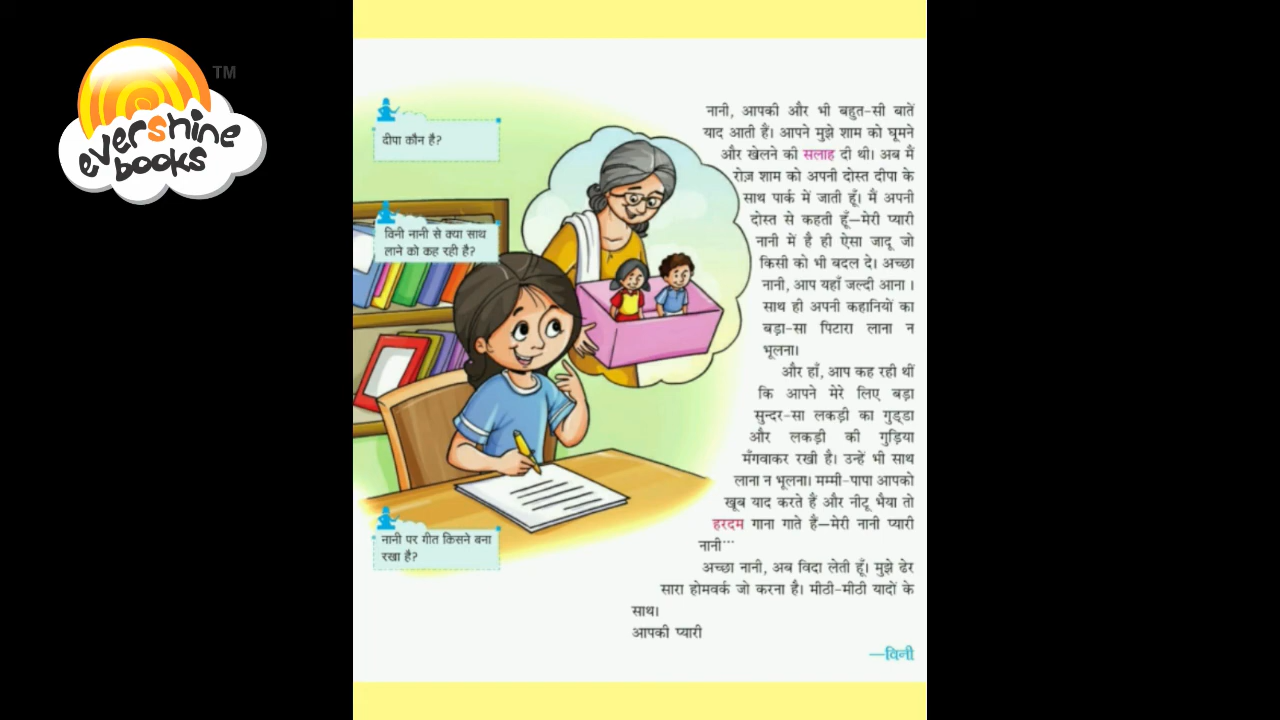 evershine
books
TM
दीपा कौन है?
विनी नानी से क्या साथ
लाने को कह रही है?
नानी पर गीत किसने बना
रखा है?
नानी, आपकी और भी बहुत-सी बातें
याद आती हैं। आपने मुझे शाम को घूमने
और खेलने की सलाह दी थी। अब मैं
रोज़ शाम को अपनी दोस्त दीपा के
साथ पार्क में जाती हूँ। मैं अपनी
दोस्त से कहती हूँ—मेरी प्यारी
नानी में है ही ऐसा जादू जो
किसी को भी बदल दे। अच्छा
नानी, आप यहाँ जल्दी आना ।
साथ ही अपनी कहानियों का
बड़ा-सा पिटारा लाना न
भूलना।
और हाँ, आप कह रही थीं
कि आपने मेरे लिए बड़ा
सुन्दर-सा लकड़ी का गुड्डा
और लकड़ी की गुड़िया
मँगवाकर रखी है। उन्हें भी साथ
लाना न भूलना। मम्मी-पापा आपको
खूब याद करते हैं और नीटू भैया तो
हरदम गाना गाते हैं—मेरी नानी प्यारी
नानी...
अच्छा नानी, अब विदा लेती हूँ। मुझे ढेर
सारा होमवर्क जो करना है। मीठी-मीठी यादों के
साथ।
आपकी प्यारी
—विनी